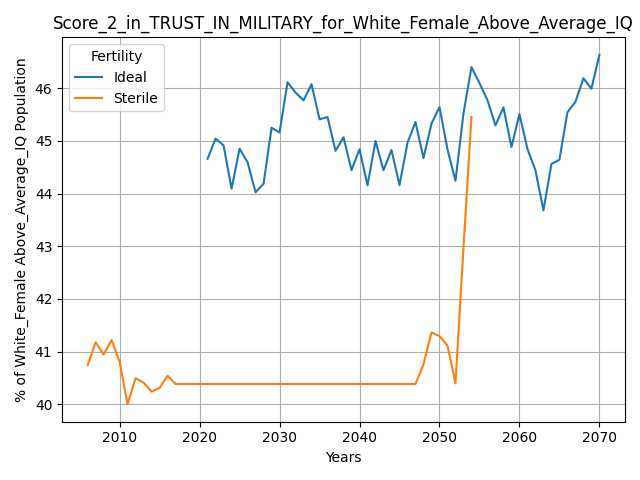 Score_2_in_TRUST_IN_MILITARY_for_White_Female_Above_Average_IQ
Fertility
Ideal
Sterile
% of White_Female Above_Average_IQ Population
46
45
44
43
42
41
40
2010
2020
2030
2040
2050
2060
2070
Years